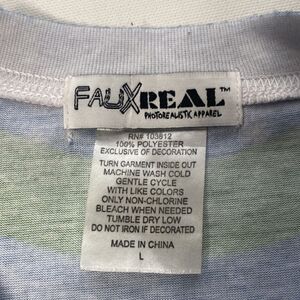 FAUXREAL™
PHOTOREALISTIC APPAREL
RN# 103812
100% POLYESTER
EXCLUSIVE OF DECORATION
TURN GARMENT INSIDE OUT
MACHINE WASH COLD
GENTLE CYCLE
WITH LIKE COLORS
ONLY NON-CHLORINE
BLEACH WHEN NEEDED
TUMBLE DRY LOW
DO NOT IRON IF DECORATED
MADE IN CHINA
L